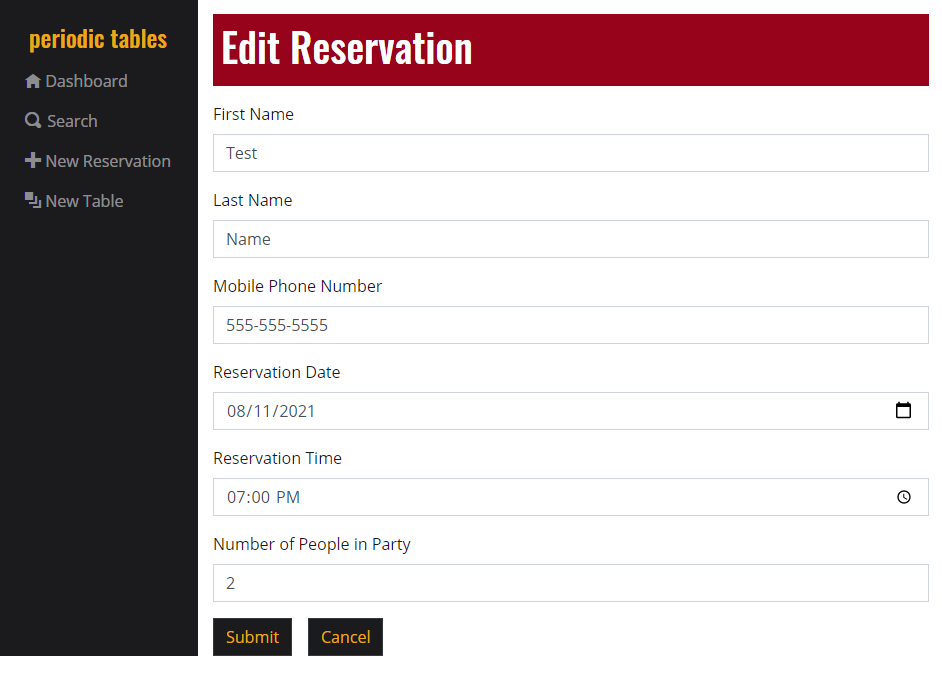 periodic tables
Dashboard
Search
New Reservation
New Table
Edit Reservation
First Name
Test
Last Name
Name
Mobile Phone Number
555-555-5555
Reservation Date
08/11/2021
Reservation Time
07:00 PM
Number of People in Party
2
Submit Cancel